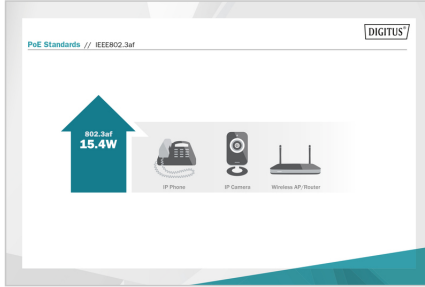 DIGITUS®
PoE Standards // IEEE802.3af
802.3af
15.4W
IP Phone
IP Camera
Wireless AP/Router